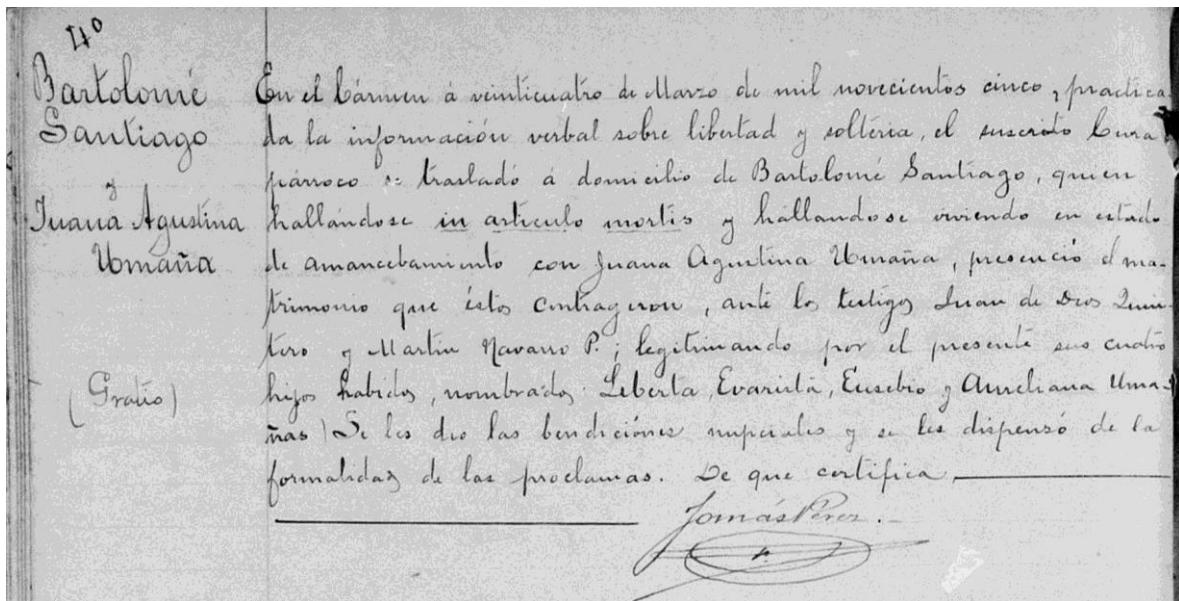 4º
Bartolomé
Santiago
y
Juana Agustina
Umaña
(Gratis)
En el Cármen á veinticuatro de Marzo de mil novecientos cinco, practica-
da la información verbal sobre libertad y soltería, el suscrito Cura
párroco se trasladó á domicilio de Bartolomé Santiago, quien
hallándose in artículo mortis y hallandose viviendo en estado
de amancebamiento con Juana Agustina Umaña, presenció el ma-
trimonio que éstos contrageron, ante los testigos Juan de Dios Quin-
tero y Martin Navarro P.; legitimando por el presente sus cuatro
hijos habidos, nombrados Leberta, Evarista, Eusebio y Aureliana Uma-
ñas) Se les dio las bendiciónes nupciales y se les dispensó de la
formalidad de las proclamas. De que certifica
Tomás Pérez.